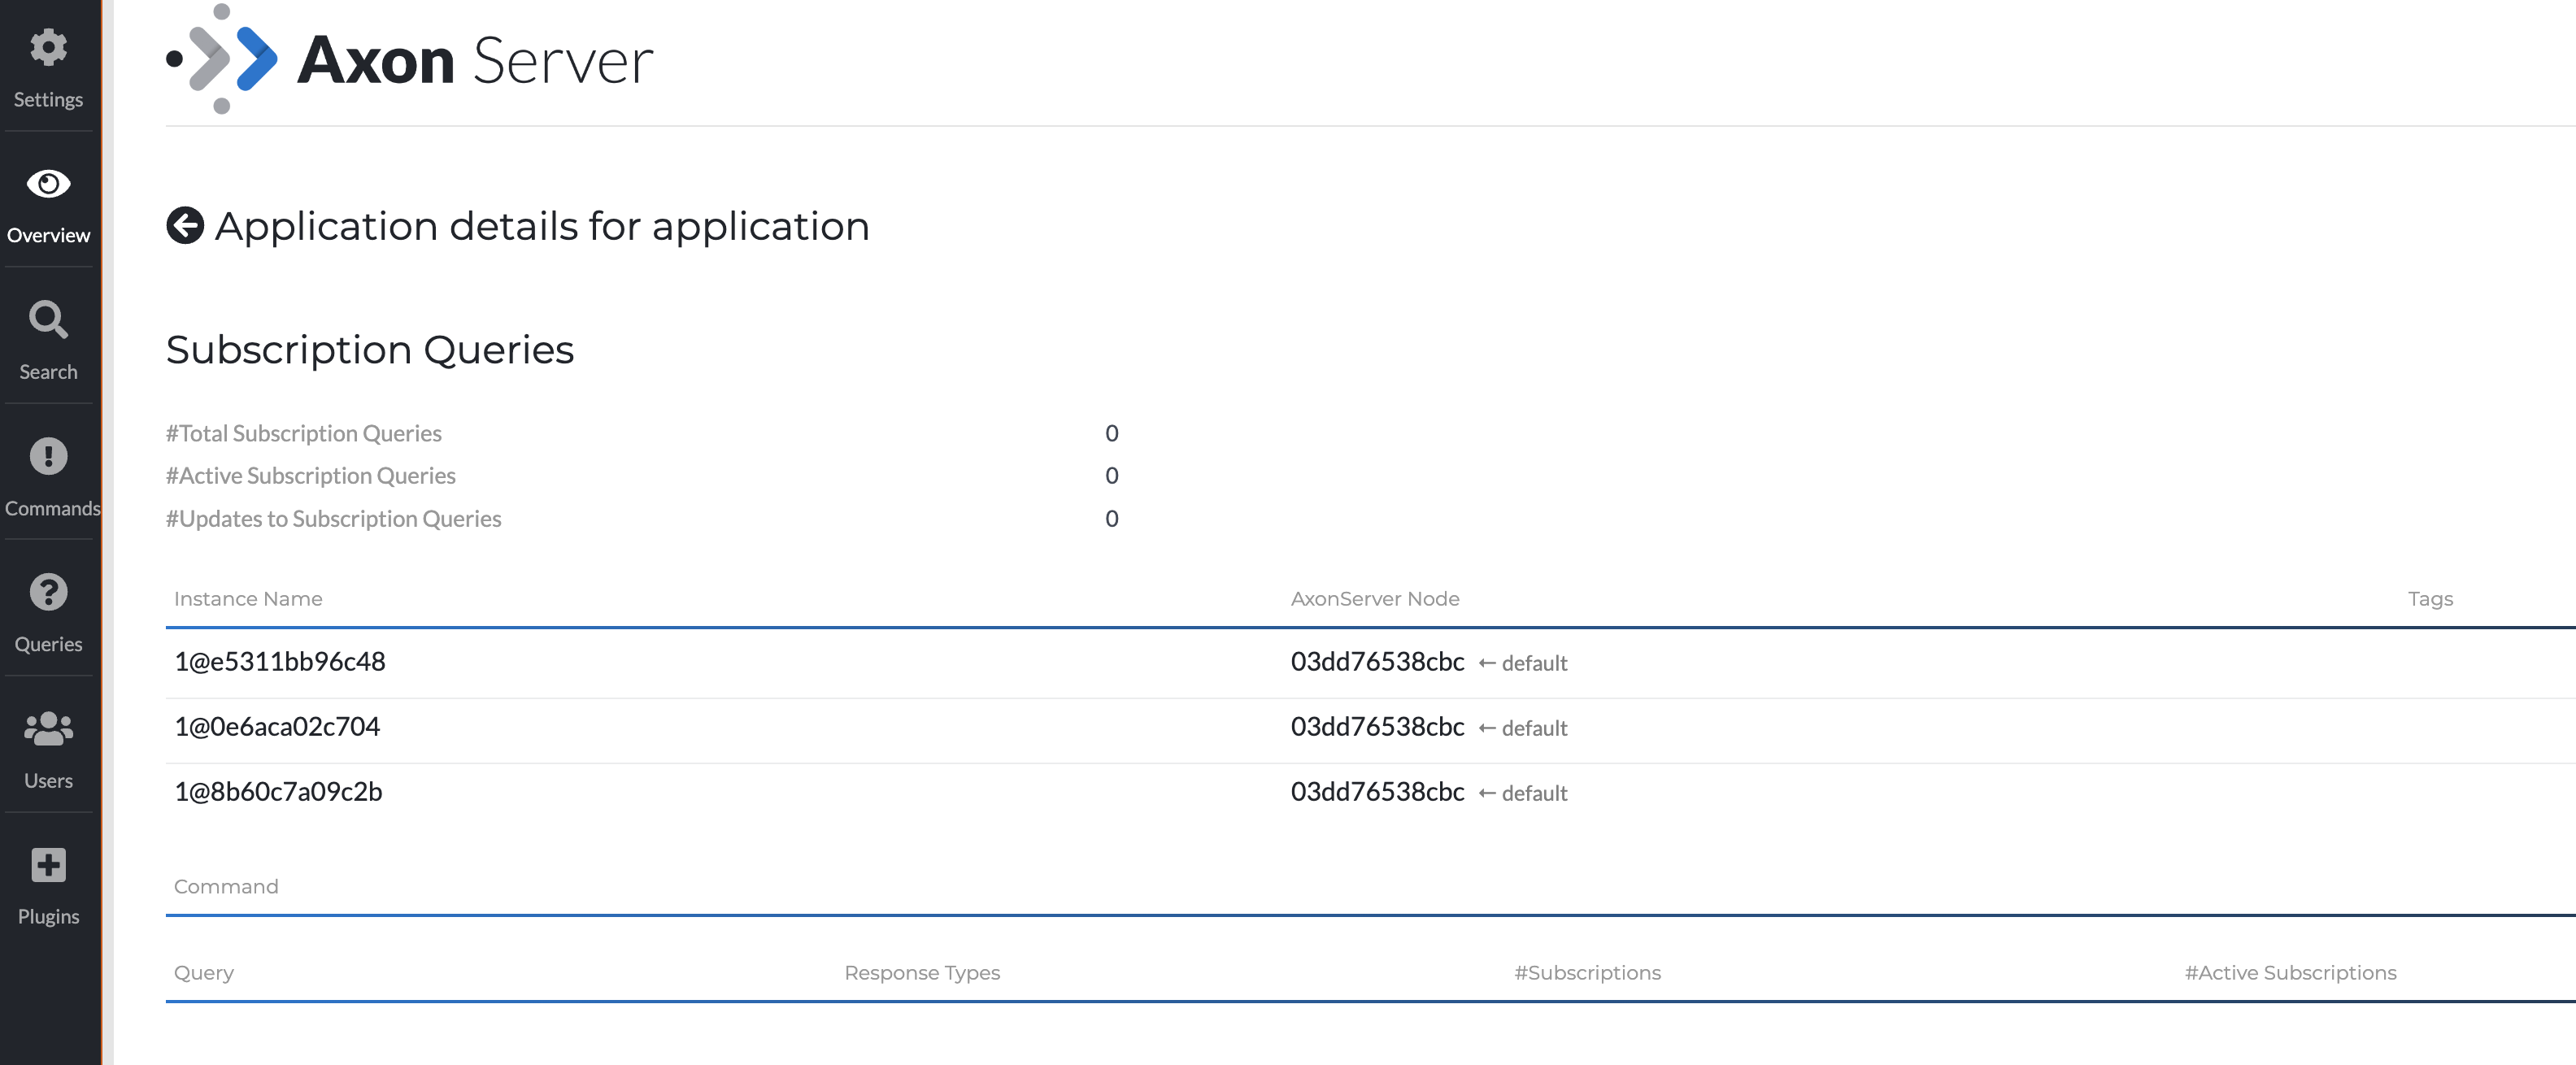 Axon Server
Settings
Overview
Search
Commands
Queries
Users
Plugins
Application details for application
Subscription Queries
#Total Subscription Queries 0
#Active Subscription Queries 0
#Updates to Subscription Queries 0
Instance Name AxonServer Node Tags
1@e5311bb96c48 03dd76538cbc ← default
1@0e6aca02c704 03dd76538cbc ← default
1@8b60c7a09c2b 03dd76538cbc ← default
Command
Query Response Types #Subscriptions #Active Subscriptions